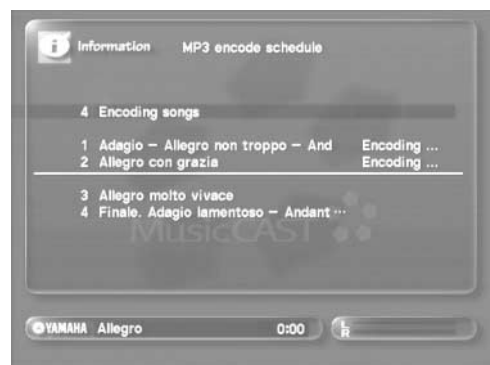 i Information MP3 encode schedule
4 Encoding songs
1 Adagio – Allegro non troppo – And Encoding ...
2 Allegro con grazia Encoding ...
3 Allegro molto vivace
4 Finale. Adagio lamentoso – Andant ...
MusicCAST
YAMAHA Allegro 0:00 L R